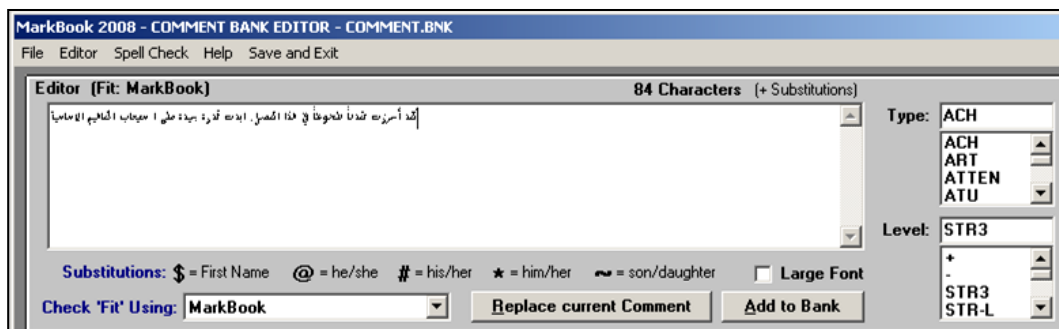 MarkBook 2008 - COMMENT BANK EDITOR - COMMENT.BNK
File Editor Spell Check Help Save and Exit
Editor (Fit: MarkBook) 84 Characters (+ Substitutions)
لقد أحرزت تقدماً ملحوظاً في هذا الفصل. ابدت قدرة جيدة على استيعاب المفاهيم الاساسية
Type: ACH
ACH
ART
ATTEN
ATU
Level: STR3
+
-
STR3
STR-L
Substitutions: $ = First Name @ = he/she # = his/her * = him/her ~ = son/daughter Large Font
Check 'Fit' Using: MarkBook Replace current Comment Add to Bank